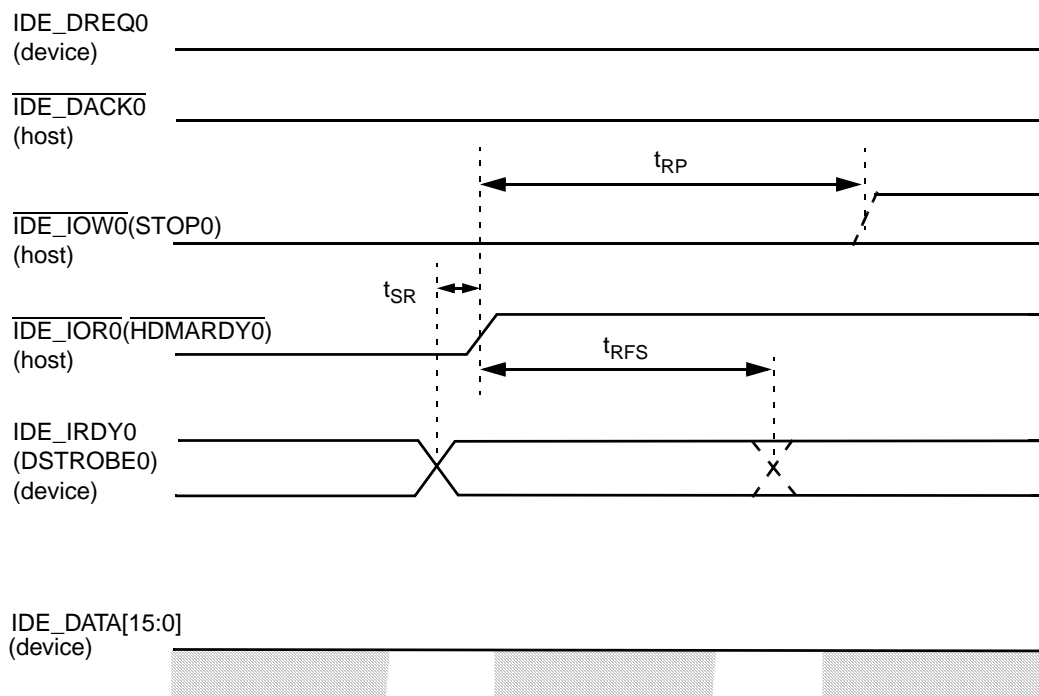 IDE_DREQ0
(device)
IDE_DACK0
(host)
tRP
IDE_IOW0(STOP0)
(host)
tSR
IDE_IOR0(HDMARDY0)
(host)
tRFS
IDE_IRDY0
(DSTROBE0)
(device)
IDE_DATA[15:0]
(device)